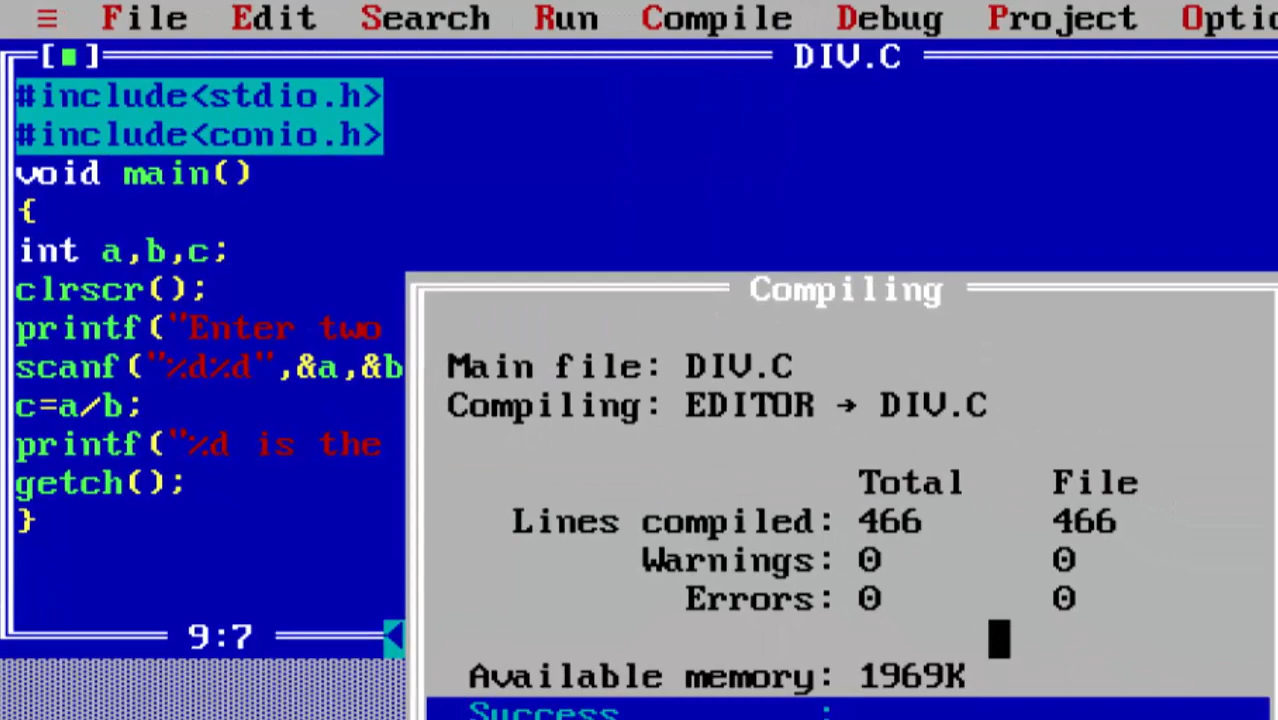 ≡ File Edit Search Run Compile Debug Project Optio
[■] DIV.C
#include<stdio.h>
#include<conio.h>
void main()
{
int a,b,c;
clrscr();
printf("Enter two
scanf("%d%d",&a,&b
c=a/b;
printf("%d is the
getch();
}
9:7
Compiling
Main file: DIV.C
Compiling: EDITOR → DIV.C
Total File
Lines compiled: 466 466
Warnings: 0 0
Errors: 0 0
Available memory: 1969K
Success :